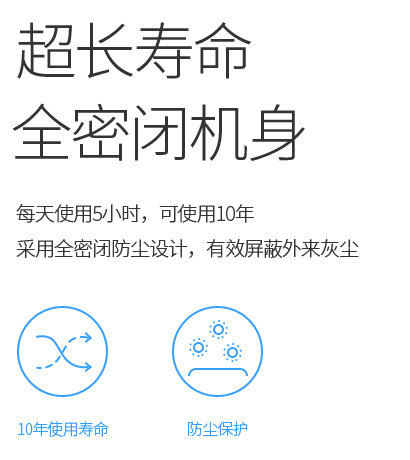 超长寿命
全密闭机身
每天使用5小时，可使用10年
采用全密闭防尘设计，有效屏蔽外来灰尘
10年使用寿命
防尘保护